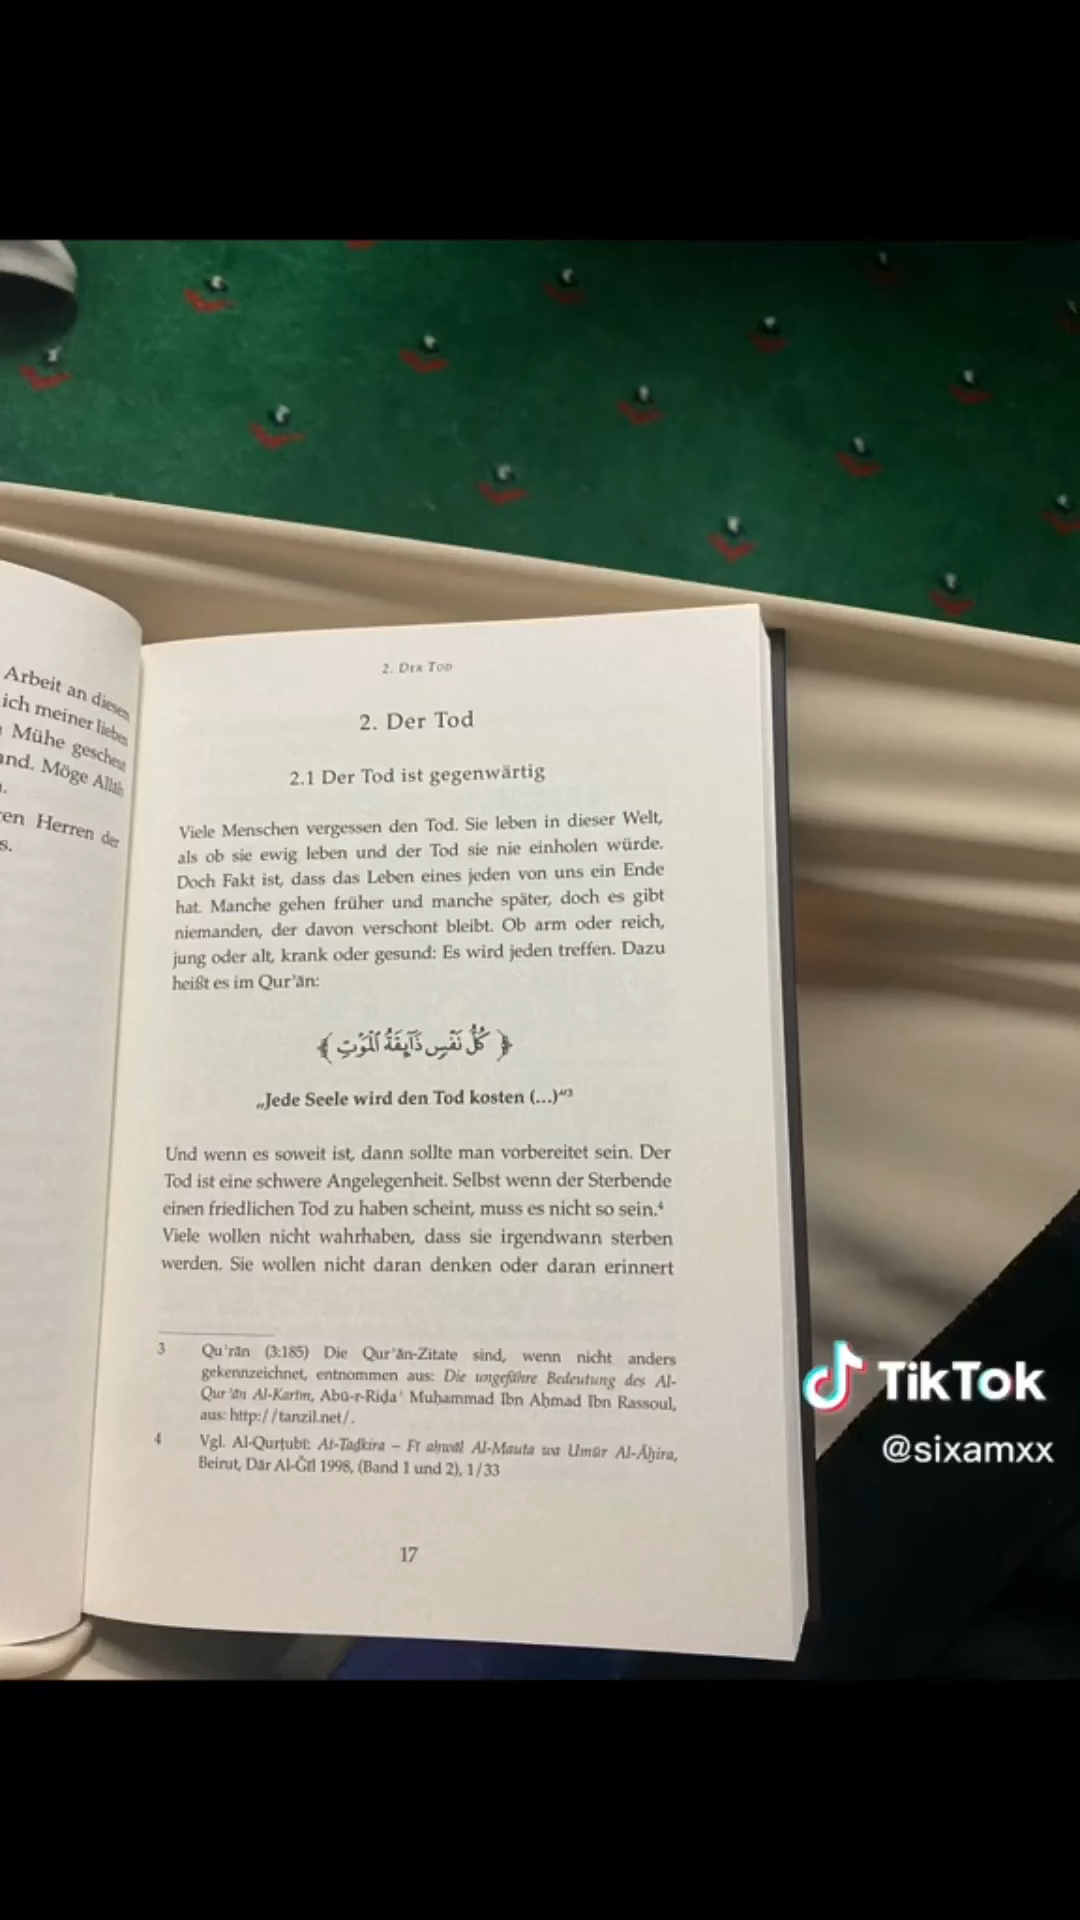 Arbeit an diesen
ich meiner lieben
Mühe gescheut
and. Möge Allāh
en Herren der
s.
2. DER TOD
2. Der Tod
2.1 Der Tod ist gegenwärtig
Viele Menschen vergessen den Tod. Sie leben in dieser Welt,
als ob sie ewig leben und der Tod sie nie einholen würde.
Doch Fakt ist, dass das Leben eines jeden von uns ein Ende
hat. Manche gehen früher und manche später, doch es gibt
niemanden, der davon verschont bleibt. Ob arm oder reich,
jung oder alt, krank oder gesund: Es wird jeden treffen. Dazu
heißt es im Qur'ān:
﴿ كُلُّ نَفْسٍ ذَآئِقَةُ ٱلْمَوْتِ ﴾
„Jede Seele wird den Tod kosten (...)“³
Und wenn es soweit ist, dann sollte man vorbereitet sein. Der
Tod ist eine schwere Angelegenheit. Selbst wenn der Sterbende
einen friedlichen Tod zu haben scheint, muss es nicht so sein.⁴
Viele wollen nicht wahrhaben, dass sie irgendwann sterben
werden. Sie wollen nicht daran denken oder daran erinnert
3 Qu'rān (3:185) Die Qur'ān-Zitate sind, wenn nicht anders
gekennzeichnet, entnommen aus: Die ungefähre Bedeutung des Al-
Qur'ān Al-Karīm, Abū-r-Riḍa' Muḥammad Ibn Aḥmad Ibn Rassoul,
aus: http://tanzil.net/.
4 Vgl. Al-Qurṭubī: At-Taḏkira – Fī aḥwāl Al-Mauta wa Umūr Al-Āḫira,
Beirut, Dār Al-Ǧīl 1998, (Band 1 und 2), 1/33
17
TikTok
@sixamxx